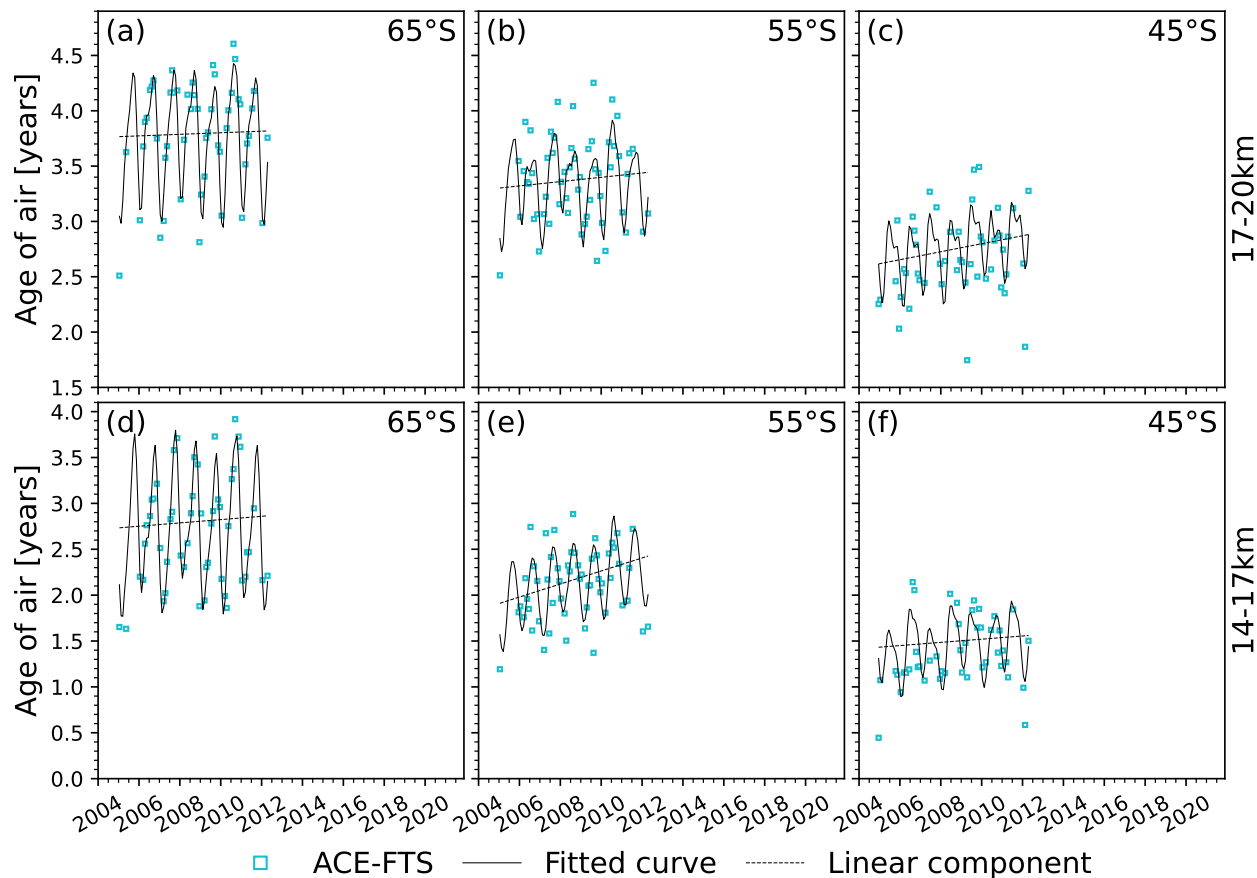 (a) 65°S (b) 55°S (c) 45°S
4.5
4.0
3.5
3.0
2.5
2.0
1.5
Age of air [years]
17-20km
(d) 65°S (e) 55°S (f) 45°S
4.0
3.5
3.0
2.5
2.0
1.5
1.0
0.5
0.0
Age of air [years]
14-17km
2004 2006 2008 2010 2012 2014 2016 2018 2020 2004 2006 2008 2010 2012 2014 2016 2018 2020 2004 2006 2008 2010 2012 2014 2016 2018 2020
ACE-FTS Fitted curve Linear component